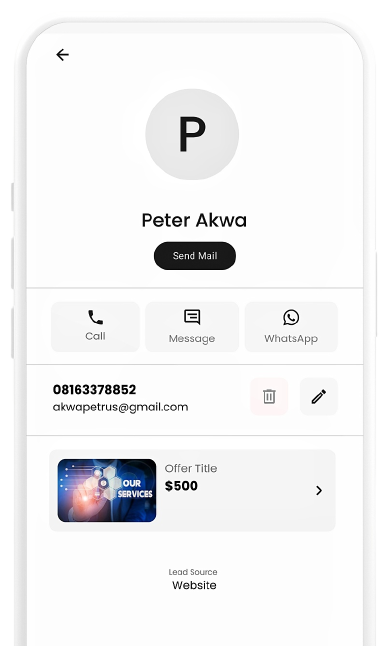 P
Peter Akwa
Send Mail
Call
Message
WhatsApp
08163378852
akwapetrus@gmail.com
OUR
SERVICES
Offer Title
$500
Lead Source
Website